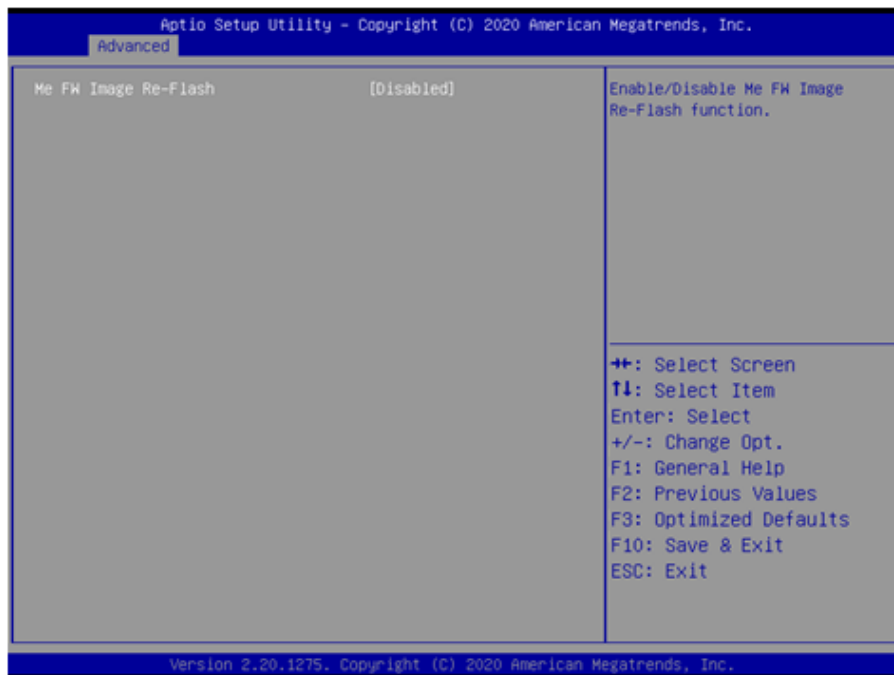 Aptio Setup Utility – Copyright (C) 2020 American Megatrends, Inc.
Advanced
Me FW Image Re-Flash [Disabled]
Enable/Disable Me FW Image
Re-Flash function.
→←: Select Screen
↑↓: Select Item
Enter: Select
+/-: Change Opt.
F1: General Help
F2: Previous Values
F3: Optimized Defaults
F10: Save & Exit
ESC: Exit
Version 2.20.1275. Copyright (C) 2020 American Megatrends, Inc.